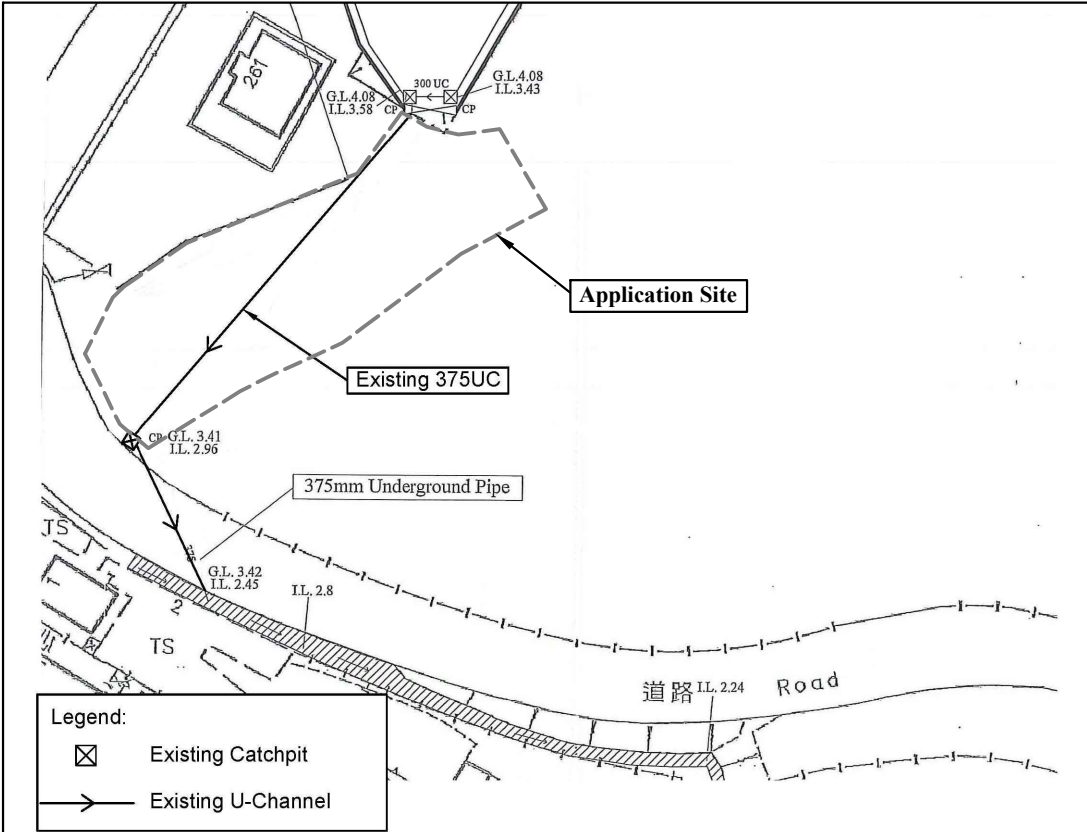 261
300 UC
G.L.4.08
I.L.3.58
CP
CP
G.L.4.08
I.L.3.43
Application Site
Existing 375UC
CP
G.L. 3.41
I.L. 2.96
375mm Underground Pipe
375
G.L. 3.42
I.L. 2.45
I.L. 2.8
TS
2
TS
道路
I.L. 2.24
Road
Legend:
Existing Catchpit
Existing U-Channel